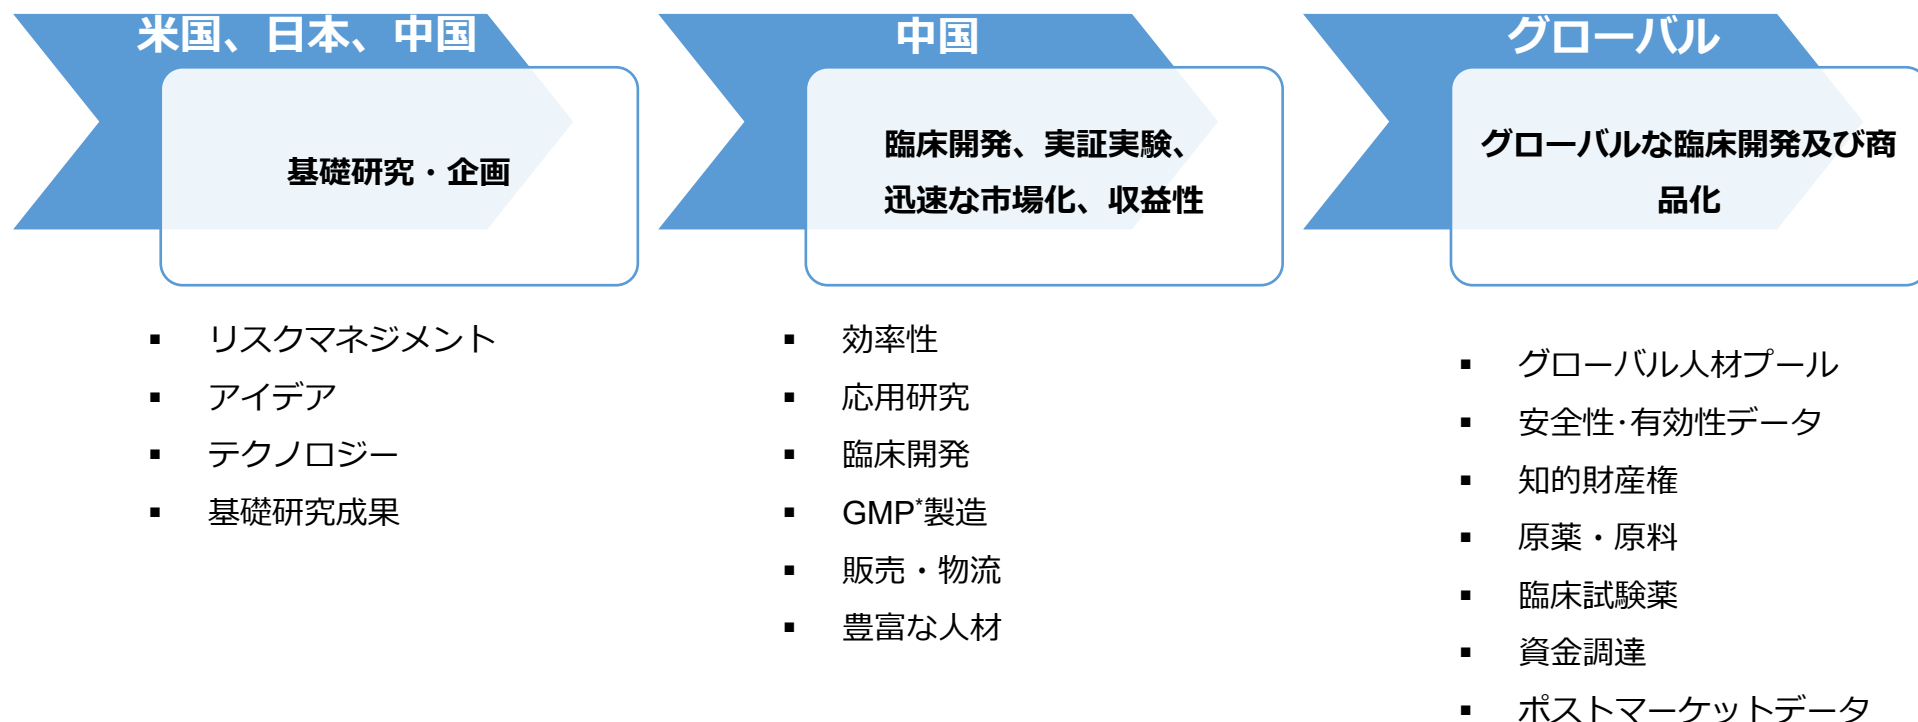 米国、日本、中国
基礎研究・企画
▪ リスクマネジメント
▪ アイデア
▪ テクノロジー
▪ 基礎研究成果
中国
臨床開発、実証実験、
迅速な市場化、収益性
▪ 効率性
▪ 応用研究
▪ 臨床開発
▪ GMP*製造
▪ 販売・物流
▪ 豊富な人材
グローバル
グローバルな臨床開発及び商
品化
▪ グローバル人材プール
▪ 安全性･有効性データ
▪ 知的財産権
▪ 原薬・原料
▪ 臨床試験薬
▪ 資金調達
▪ ポストマーケットデータ